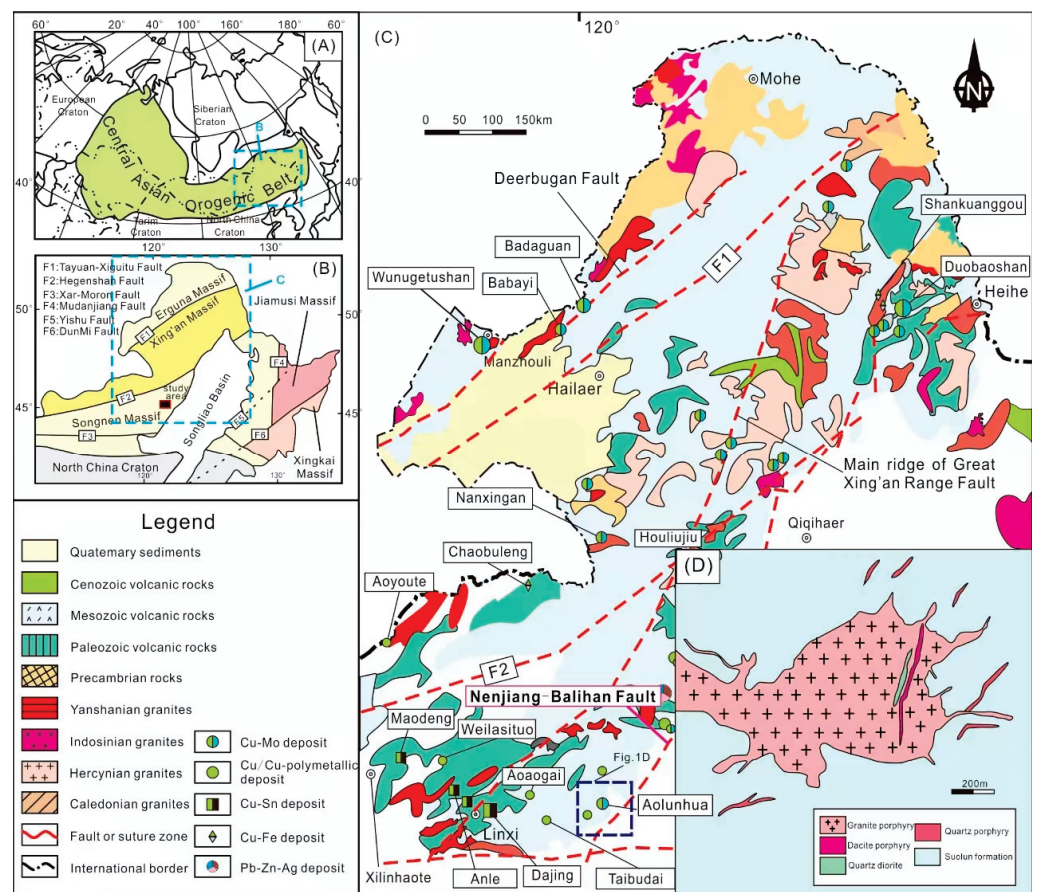 60°
20°
40°
100°
160°
180°
60°
(A)
European
Craton
Siberian
Craton
B
Central Asian Orogenic Belt
40°
40°
Tarim
Craton
North China
Craton
120°
130°
(B)
F1:Tayuan-Xiguitu Fault
F2:Hegenshan Fault
F3:Xar-Moron Fault
F4:Mudanjiang Fault
F5:Yishu Fault
F6:DunMi Fault
C
50°
45°
Erguna Massif
Xing'an Massif
Jiamusi Massif
F1
F2
F4
study
area
Songnen Massif
Songliao Basin
F3
F5
F6
North China Craton
Xingkai
Massif
120°
130°
Legend
Quaternary sediments
Cenozoic volcanic rocks
Mesozoic volcanic rocks
Paleozoic volcanic rocks
Precambrian rocks
Yanshanian granites
Indosinian granites
Hercynian granites
Caledonian granites
Fault or suture zone
International border
Cu-Mo deposit
Cu/Cu-polymetallic
deposit
Cu-Sn deposit
Cu-Fe deposit
Pb-Zn-Ag deposit
(C)
120°
N
0 50 100 150km
Mohe
Deerbugan Fault
Shankuanggou
Badaguan
F1
Duobaoshan
Wunugetushan
Babayi
Heihe
50°
Manzhouli
Hailaer
45°
Main ridge of Great
Xing'an Range Fault
Nanxingan
Houliujiu
Qiqihaer
Chaobuleng
Aoyoute
F2
Nenjiang-Balihan Fault
Maodeng
Weilasituo
Aoaogai
Fig.1D
Aolunhua
Linxi
Xilinhaote
Anle
Dajing
Taibudai
(D)
200m
Granite porphyry
Dacite porphyry
Quartz diorite
Quartz porphyry
Suolun formation